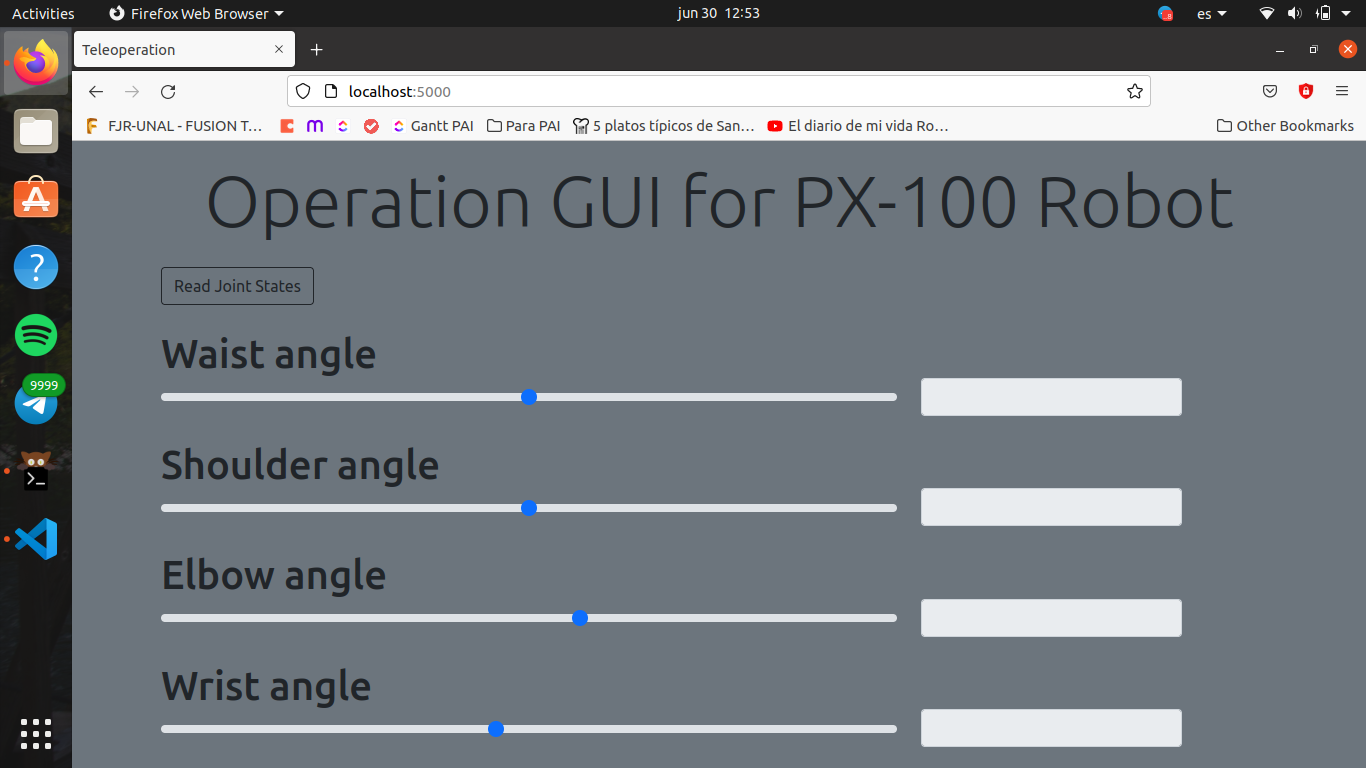 Activities Firefox Web Browser jun 30 12:53 es
Teleoperation
localhost:5000
FJR-UNAL - FUSION T... Gantt PAI Para PAI 5 platos típicos de San... El diario de mi vida Ro... Other Bookmarks
Operation GUI for PX-100 Robot
Read Joint States
Waist angle
Shoulder angle
9999
Elbow angle
Wrist angle